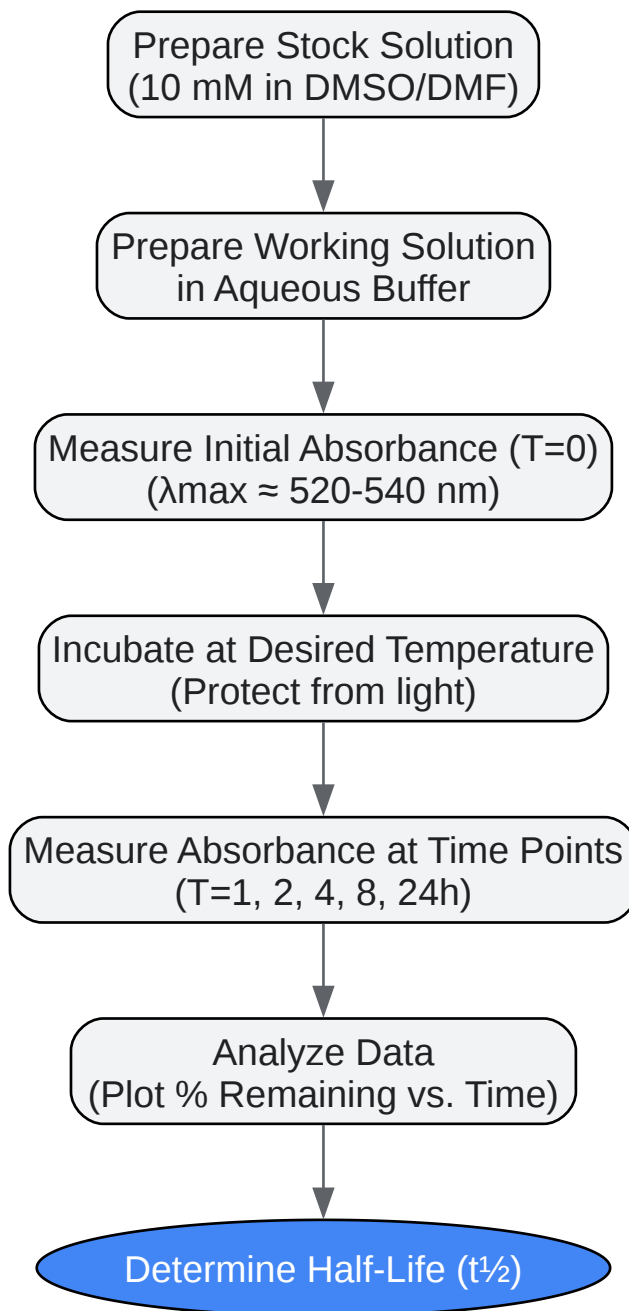 Prepare Stock Solution
(10 mM in DMSO/DMF)
Prepare Working Solution
in Aqueous Buffer
Measure Initial Absorbance (T=0)
(λmax ≈ 520-540 nm)
Incubate at Desired Temperature
(Protect from light)
Measure Absorbance at Time Points
(T=1, 2, 4, 8, 24h)
Analyze Data
(Plot % Remaining vs. Time)
Determine Half-Life (t½)